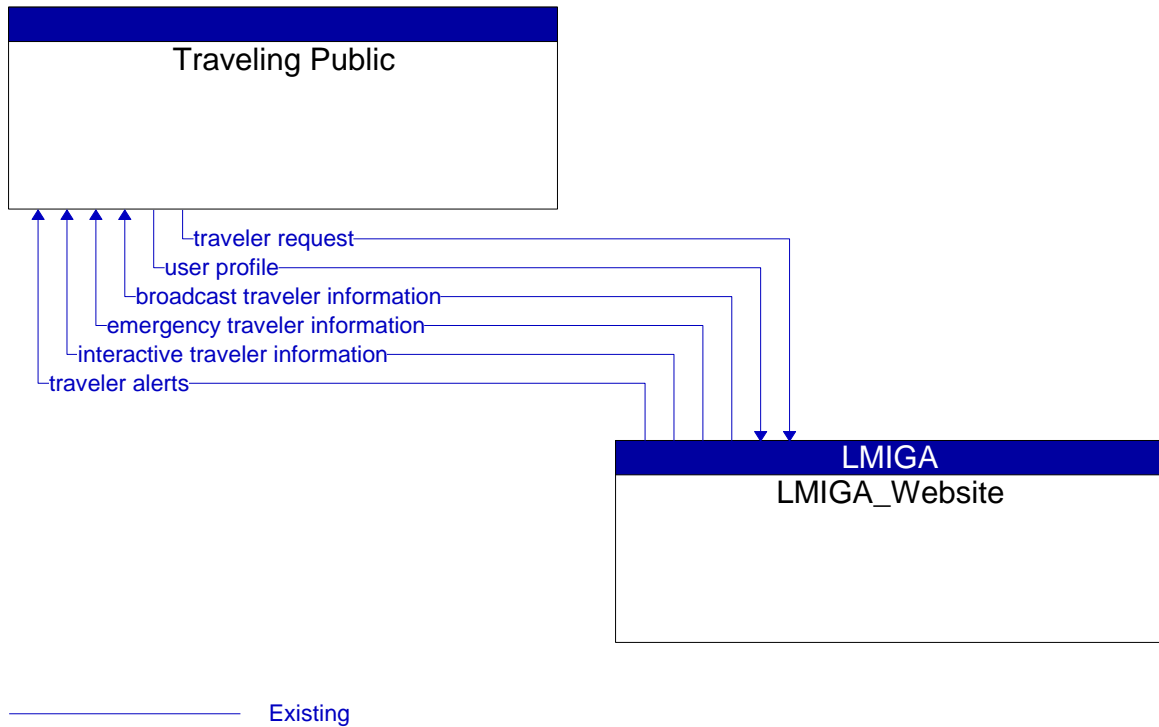 Traveling Public
traveler request
user profile
broadcast traveler information
emergency traveler information
interactive traveler information
traveler alerts
LMIGA
LMIGA_Website
Existing